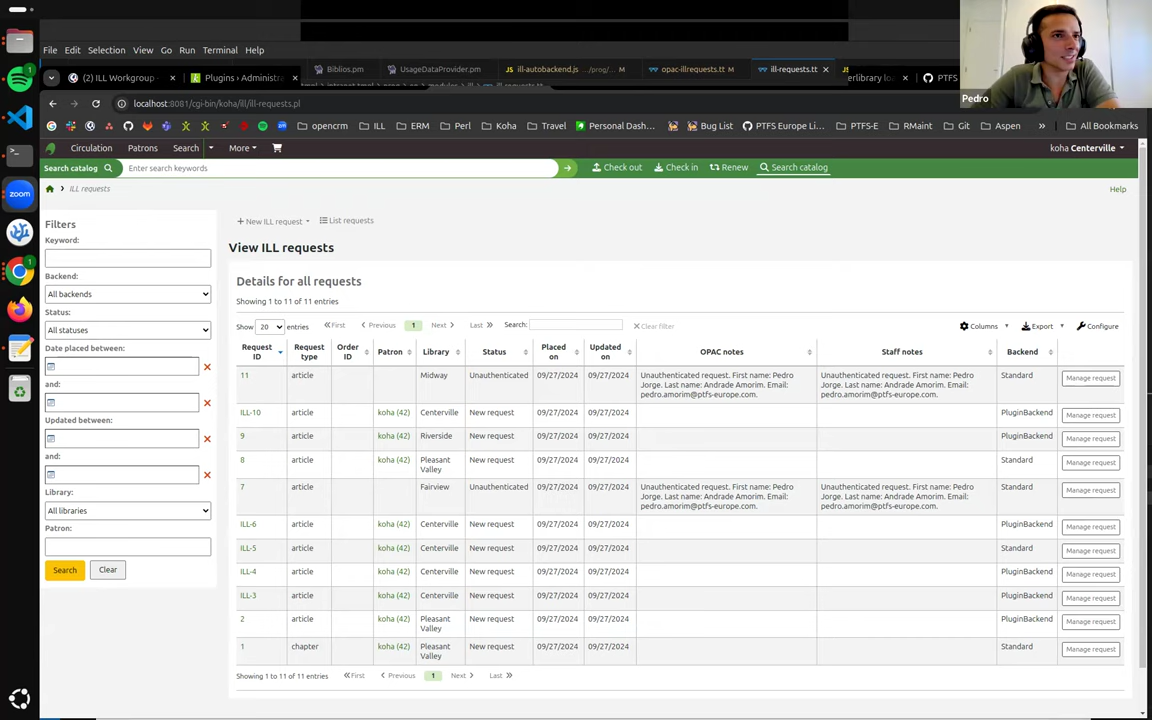 File Edit Selection View Go Run Terminal Help
(2) ILL Workgroup Plugins › Administra Biblios.pm UsageDataProvider.pm JS ill-autobackend.js .../prog/... M opac-illrequests.tt M ill-requests.tt JS erlibrary loa PTFS
localhost:8081/cgi-bin/koha/ill/ill-requests.pl
Pedro
opencrm ILL ERM Perl Koha Travel Personal Dash... Bug List PTFS Europe Li... PTFS-E RMaint Git Aspen » All Bookmarks
Circulation Patrons Search More koha Centerville
Search catalog Enter search keywords Check out Check in Renew Search catalog
ILL requests Help
Filters
Keyword:
Backend:
All backends
Status:
All statuses
Date placed between:
and:
Updated between:
and:
Library:
All libraries
Patron:
Search Clear
+ New ILL request List requests
View ILL requests
Details for all requests
Showing 1 to 11 of 11 entries
Show 20 entries First Previous 1 Next Last Search: Clear filter Columns Export Configure
Request ID Request type Order ID Patron Library Status Placed on Updated on OPAC notes Staff notes Backend
11 article Midway Unauthenticated 09/27/2024 09/27/2024 Unauthenticated request. First name: Pedro Jorge. Last name: Andrade Amorim. Email: pedro.amorim@ptfs-europe.com. Unauthenticated request. First name: Pedro Jorge. Last name: Andrade Amorim. Email: pedro.amorim@ptfs-europe.com. Standard Manage request
ILL-10 article koha (42) Centerville New request 09/27/2024 09/27/2024 PluginBackend Manage request
9 article koha (42) Riverside New request 09/27/2024 09/27/2024 PluginBackend Manage request
8 article koha (42) Pleasant Valley New request 09/27/2024 09/27/2024 Standard Manage request
7 article Fairview Unauthenticated 09/27/2024 09/27/2024 Unauthenticated request. First name: Pedro Jorge. Last name: Andrade Amorim. Email: pedro.amorim@ptfs-europe.com. Unauthenticated request. First name: Pedro Jorge. Last name: Andrade Amorim. Email: pedro.amorim@ptfs-europe.com. Standard Manage request
ILL-6 article koha (42) Centerville New request 09/27/2024 09/27/2024 PluginBackend Manage request
ILL-5 article koha (42) Centerville New request 09/27/2024 09/27/2024 Standard Manage request
ILL-4 article koha (42) Centerville New request 09/27/2024 09/27/2024 PluginBackend Manage request
ILL-3 article koha (42) Centerville New request 09/27/2024 09/27/2024 PluginBackend Manage request
2 article koha (42) Pleasant Valley New request 09/27/2024 09/27/2024 PluginBackend Manage request
1 chapter koha (42) Pleasant Valley New request 09/27/2024 09/27/2024 Standard Manage request
Showing 1 to 11 of 11 entries First Previous 1 Next Last
zoom